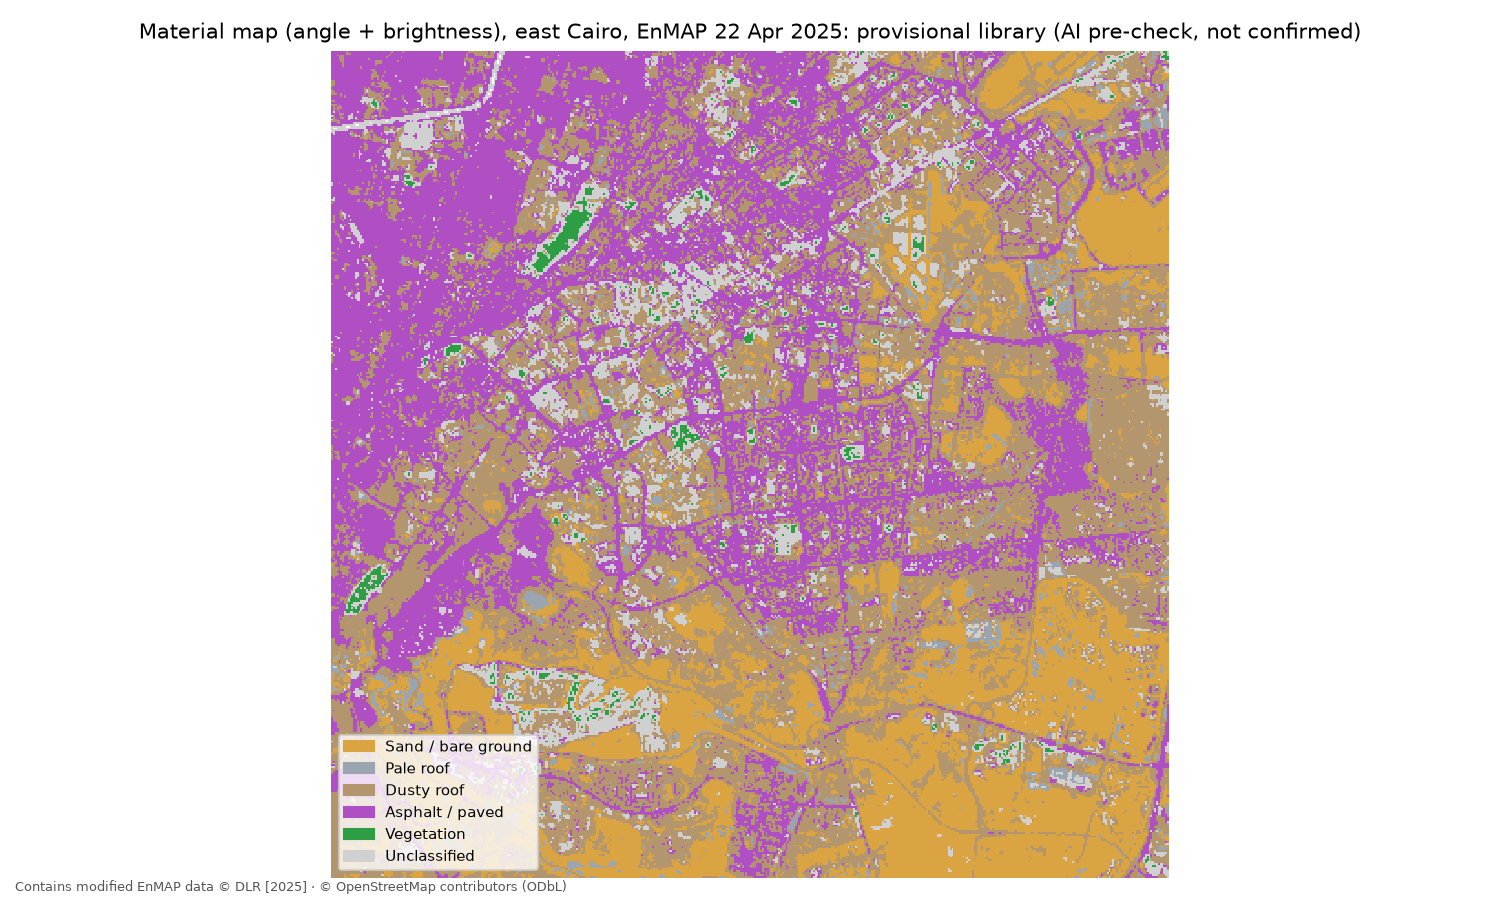 Material map (angle + brightness), east Cairo, EnMAP 22 Apr 2025: provisional library (AI pre-check, not confirmed)
Sand / bare ground
Pale roof
Dusty roof
Asphalt / paved
Vegetation
Unclassified
Contains modified EnMAP data © DLR [2025] · © OpenStreetMap contributors (ODbL)